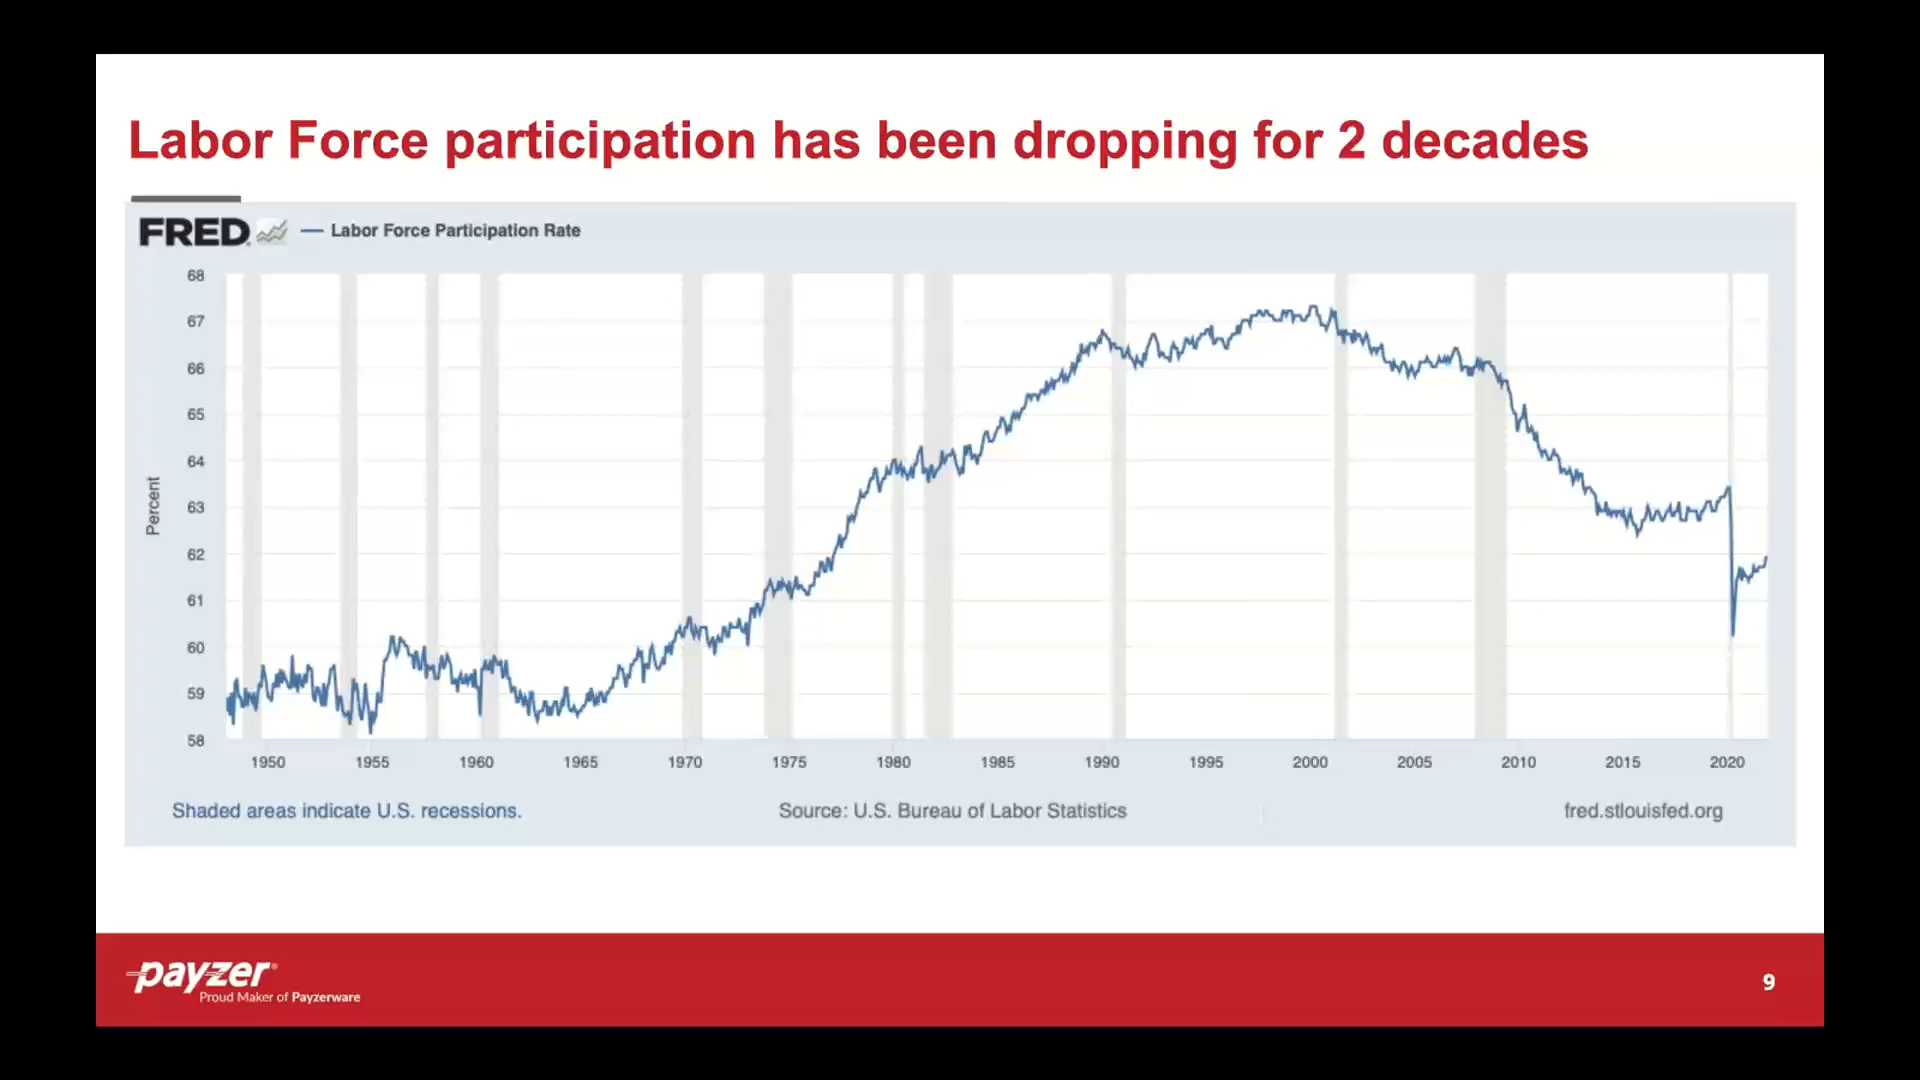 Labor Force participation has been dropping for 2 decades
FRED Labor Force Participation Rate
68
67
66
65
64
63
62
61
60
59
58
Percent
1950 1955 1960 1965 1970 1975 1980 1985 1990 1995 2000 2005 2010 2015 2020
Shaded areas indicate U.S. recessions. Source: U.S. Bureau of Labor Statistics fred.stlouisfed.org
payzer®
Proud Maker of Payzerware
9